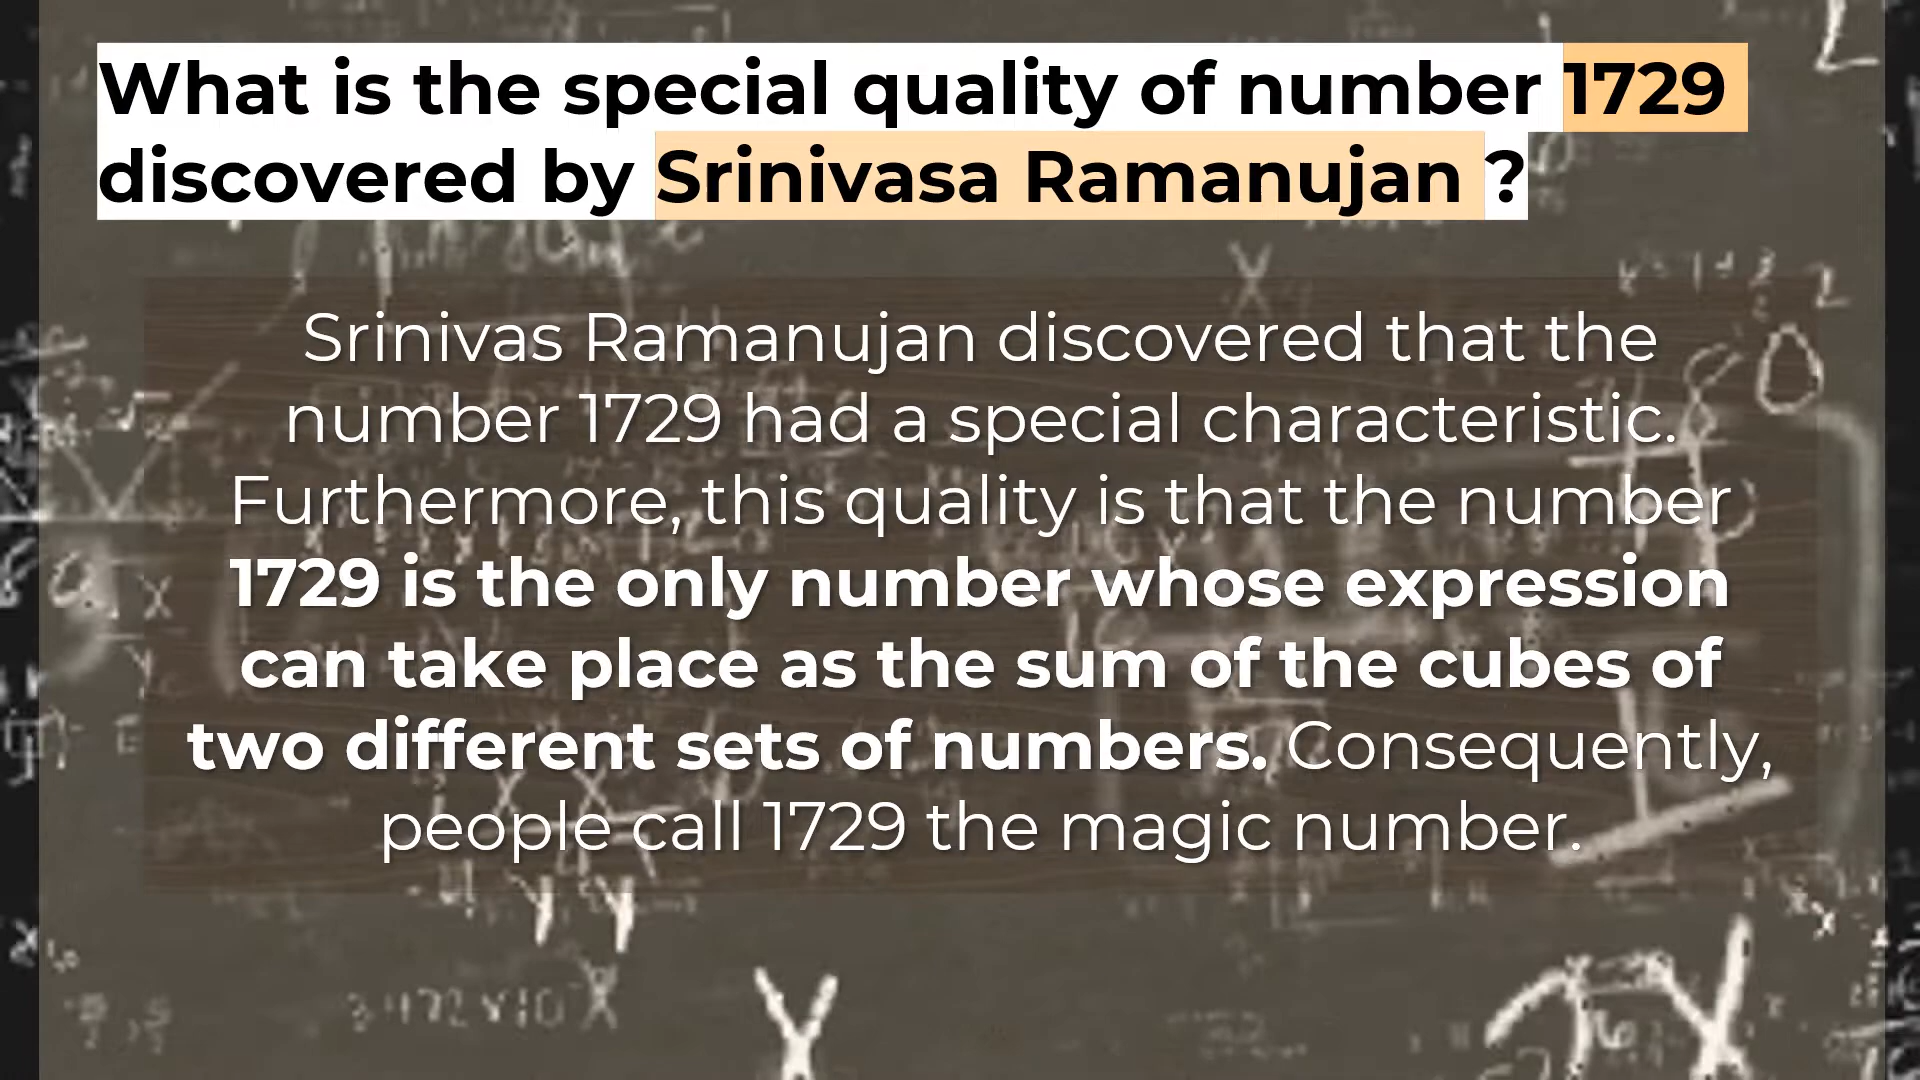 What is the special quality of number 1729
discovered by Srinivasa Ramanujan ?
Srinivas Ramanujan discovered that the
number 1729 had a special characteristic.
Furthermore, this quality is that the number
1729 is the only number whose expression
can take place as the sum of the cubes of
two different sets of numbers. Consequently,
people call 1729 the magic number.